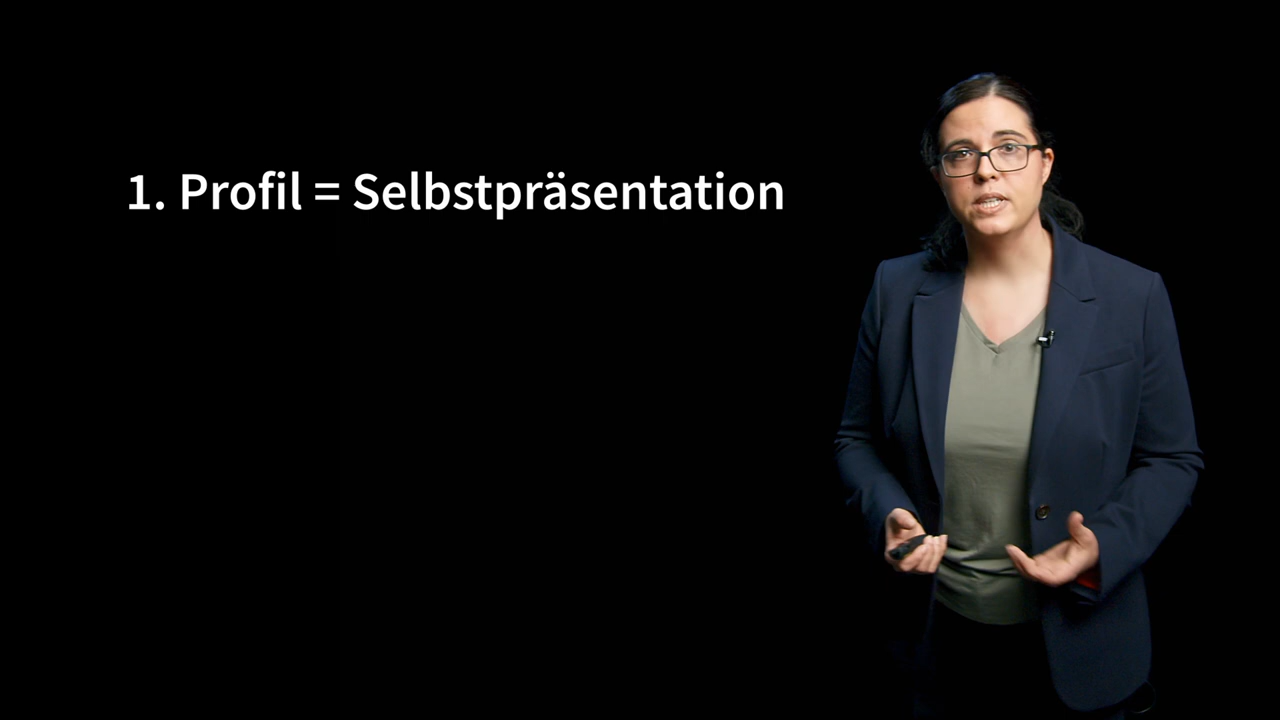 1. Profil = Selbstpräsentation